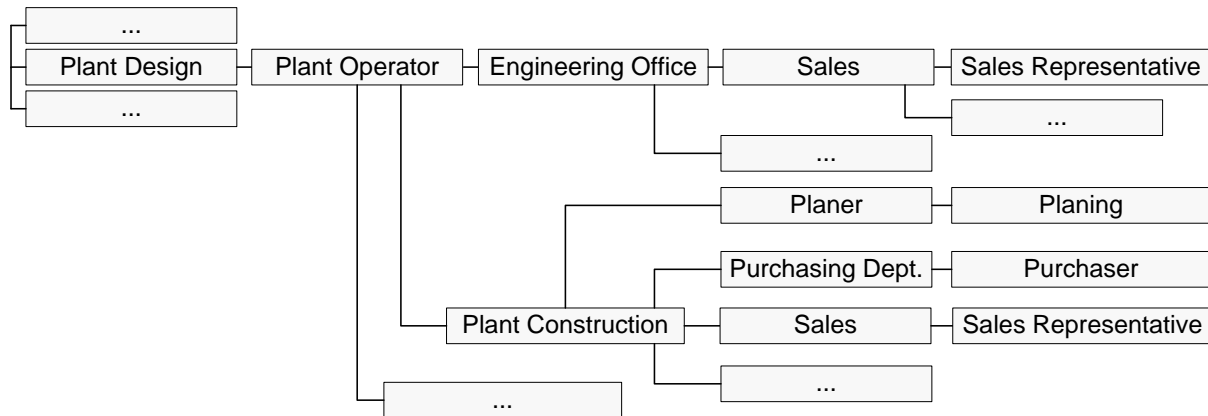 ...
Plant Design
Plant Operator
Engineering Office
Sales
Sales Representative
...
...
...
Planer
Planing
Purchasing Dept.
Purchaser
Plant Construction
Sales
Sales Representative
...
...